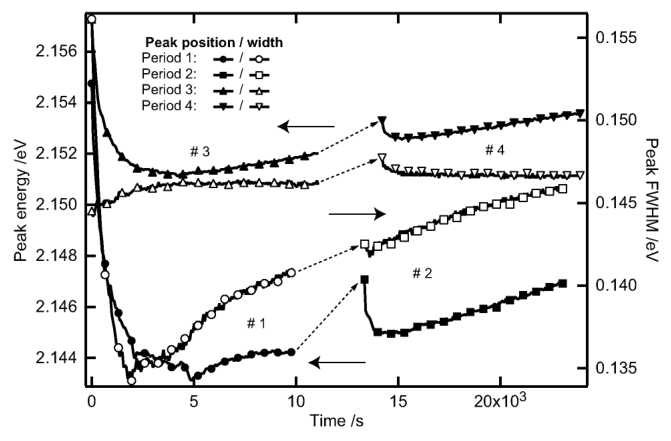 Peak position / width
Period 1: /
Period 2: /
Period 3: /
Period 4: /
# 3
# 4
# 1
# 2
2.156
2.154
2.152
2.150
2.148
2.146
2.144
Peak energy /eV
0.155
0.150
0.145
0.140
0.135
Peak FWHM /eV
0 5 10 15 20x10³
Time /s